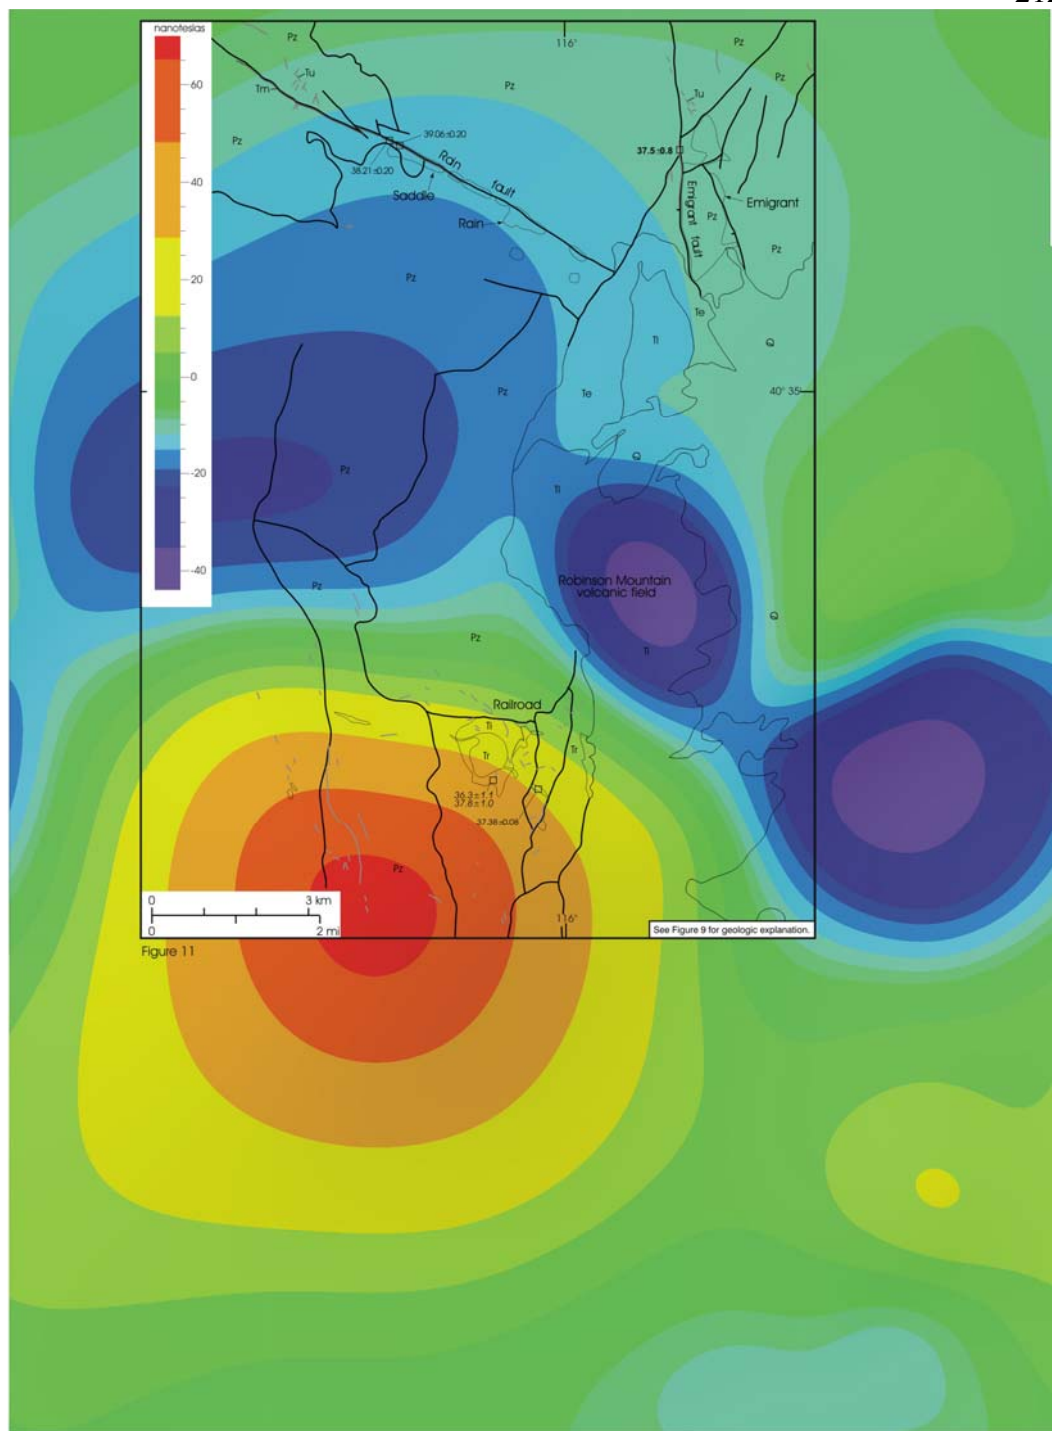 nanoteslas
60
40
20
0
-20
-40
116°
Pz
Pz
Pz
Pz
Pz
Tu
Tm
Tu
39.06±0.20
38.21±0.20
37.5±0.8
Rain fault
Saddle
Rain
Emigrant fault
Emigrant
Pz
Pz
Pz
Te
Tl
Q
40° 35'
Pz
Te
Pz
Q
Tl
Robinson Mountain
volcanic field
Pz
Q
Pz
Tl
Railroad
Ti
Tr
Tr
36.3±1.1
37.8±1.0
37.38±0.08
Pz
0 3 km
0 2 mi
116°
See Figure 9 for geologic explanation.
Figure 11